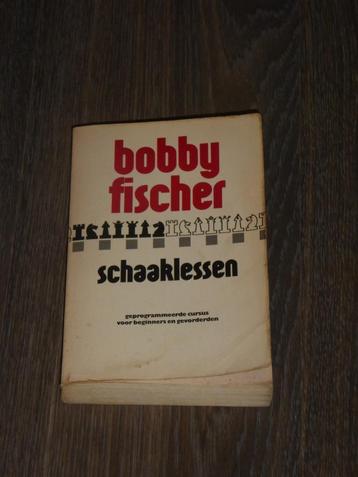 bobby
fischer
schaaklessen
geprogrammeerde cursus
voor beginners en gevorderden